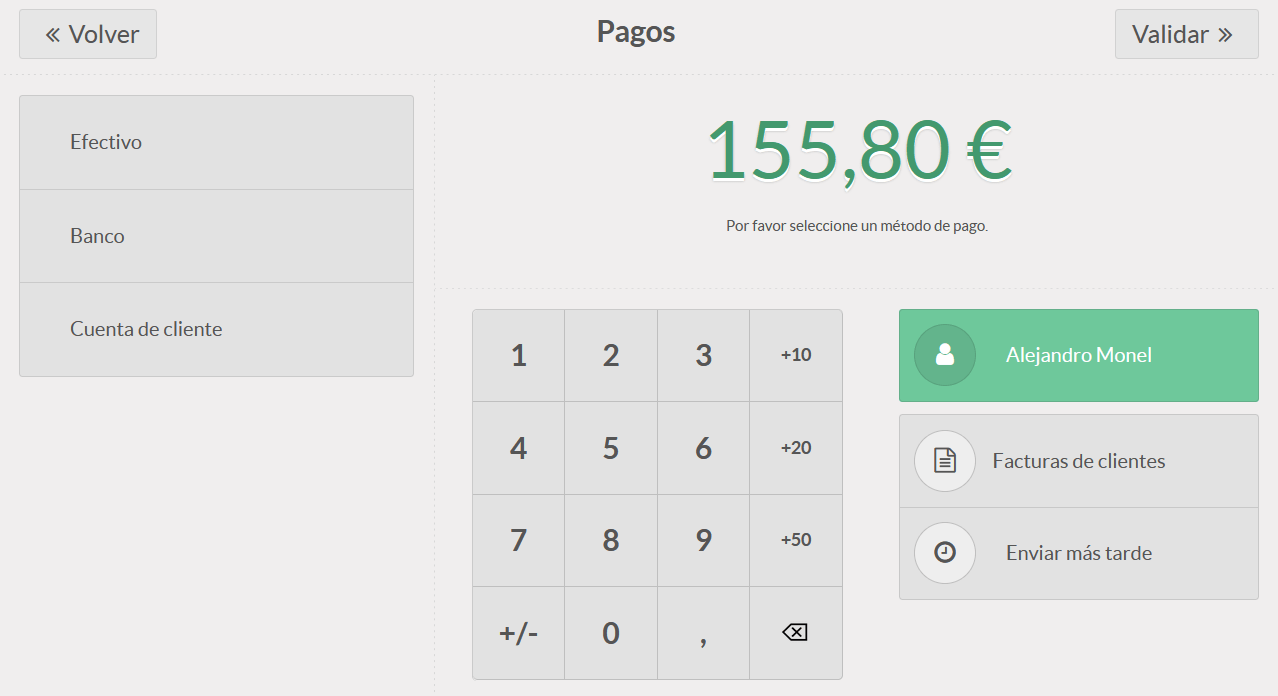 Volver
Pagos
Validar
Efectivo
Banco
Cuenta de cliente
155,80 €
Por favor seleccione un método de pago.
1 2 3 +10
4 5 6 +20
7 8 9 +50
+/- 0 ,
Alejandro Monel
Facturas de clientes
Enviar más tarde